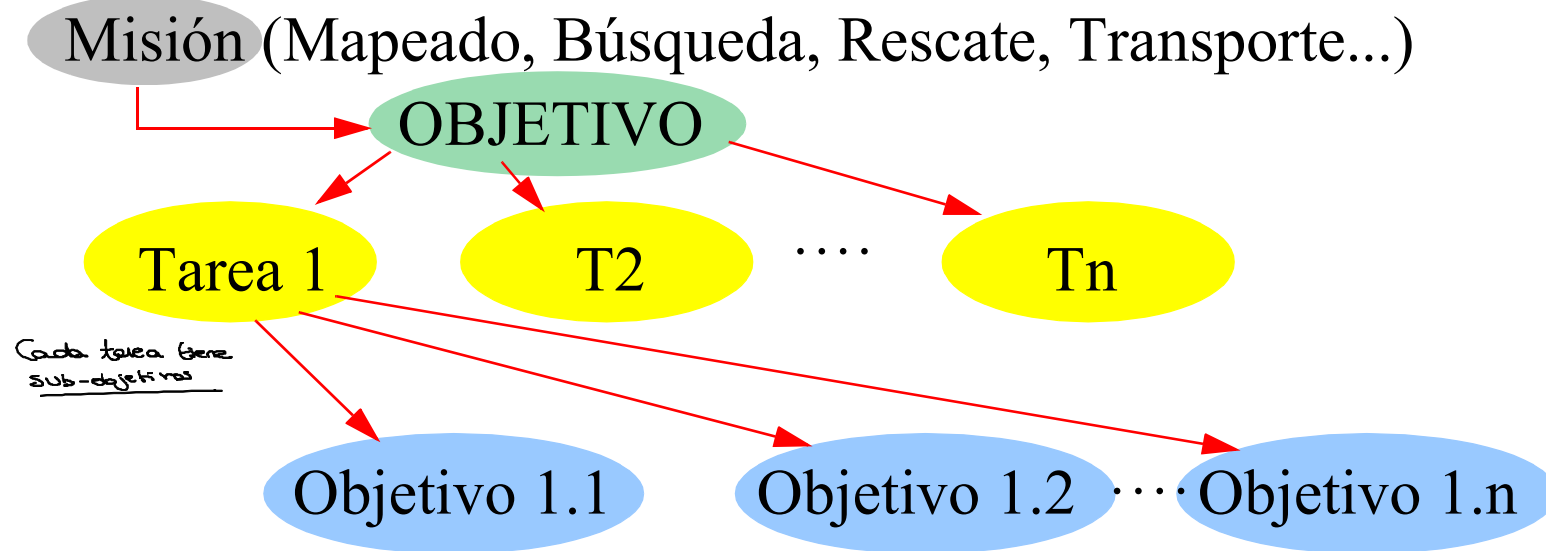 Misión (Mapeado, Búsqueda, Rescate, Transporte...)
OBJETIVO
Tarea 1
T2
....
Tn
Cada tarea tiene
sub-objetivos
Objetivo 1.1
Objetivo 1.2
....
Objetivo 1.n